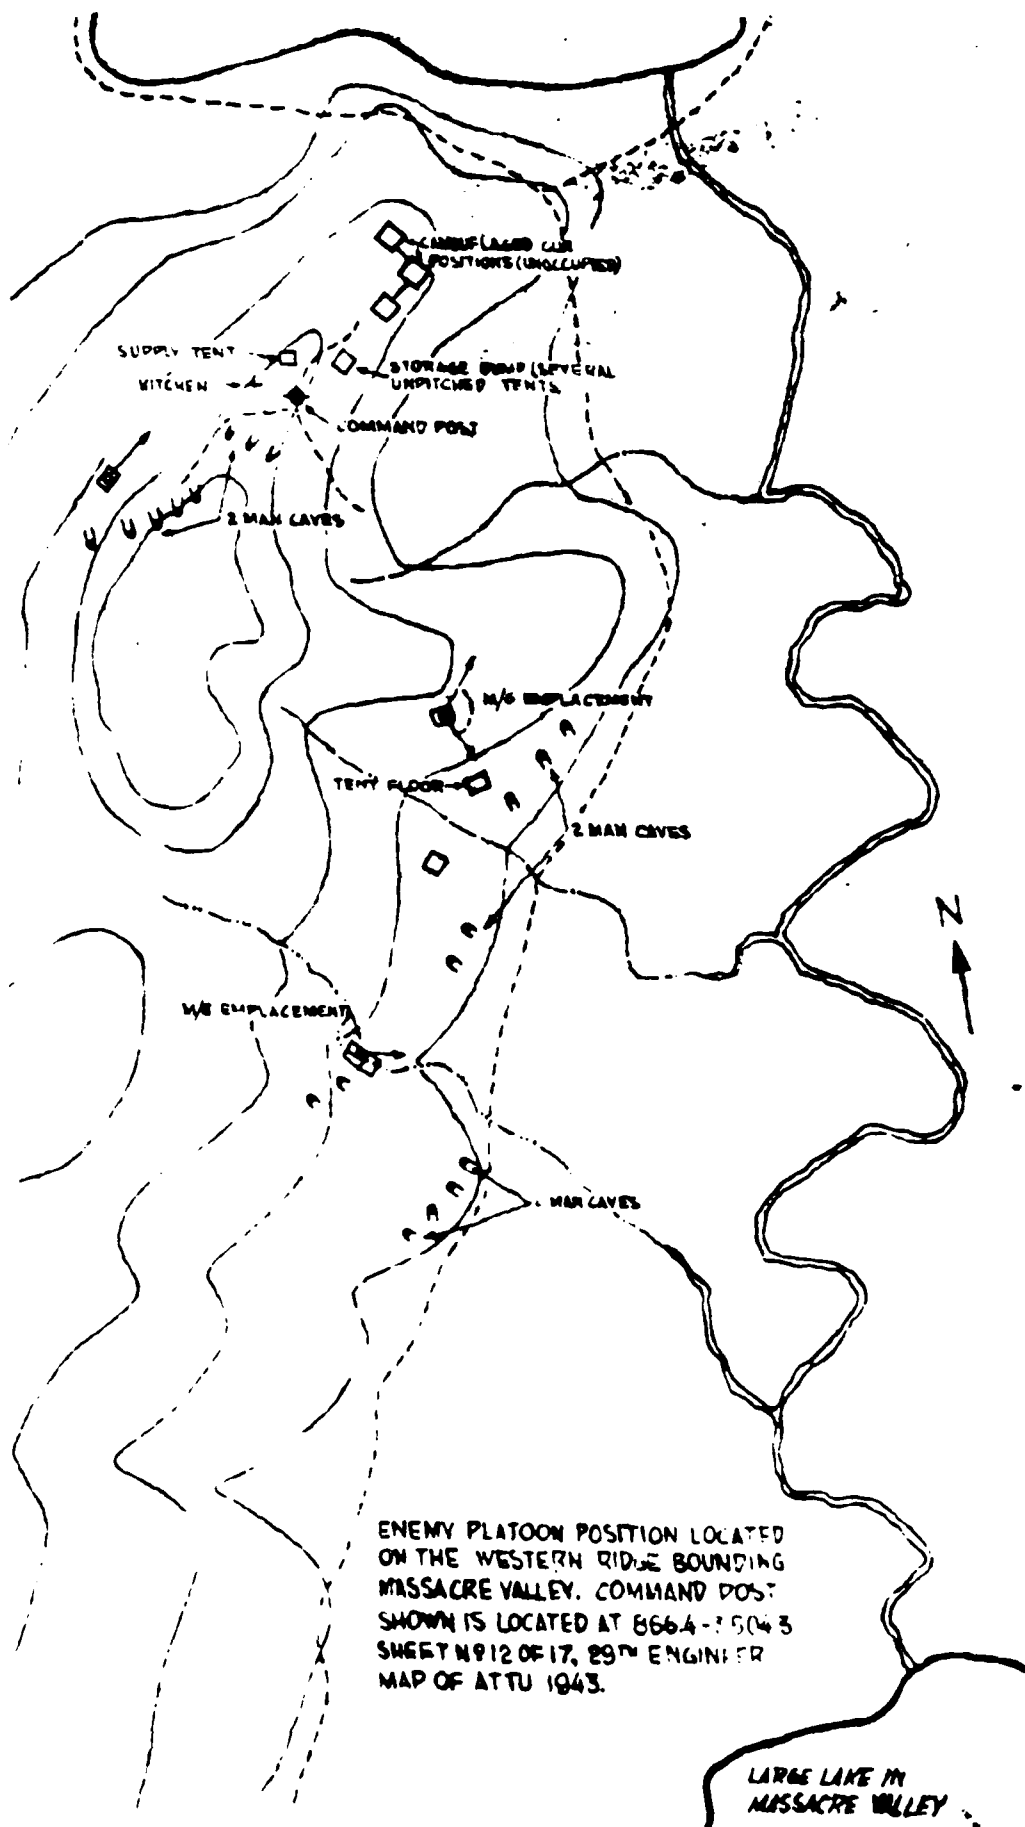 CAMOUFLAGED GUN
POSITIONS (UNOCCUPIED)
SUPPLY TENT
KITCHEN
STORAGE DUMP (SEVERAL
UNPITCHED TENTS
COMMAND POST
2 MAN CAVES
M/G EMPLACEMENT
TENT FLOOR
2 MAN CAVES
N
M/G EMPLACEMENT
MAN CAVES
ENEMY PLATOON POSITION LOCATED
ON THE WESTERN RIDGE BOUNDING
MASSACRE VALLEY. COMMAND POST
SHOWN IS LOCATED AT 866.4-
SHEET Nº12 OF 17, 29TH ENGINEER
MAP OF ATTU 1943.
LARGE LAKE IN
MASSACRE VALLEY